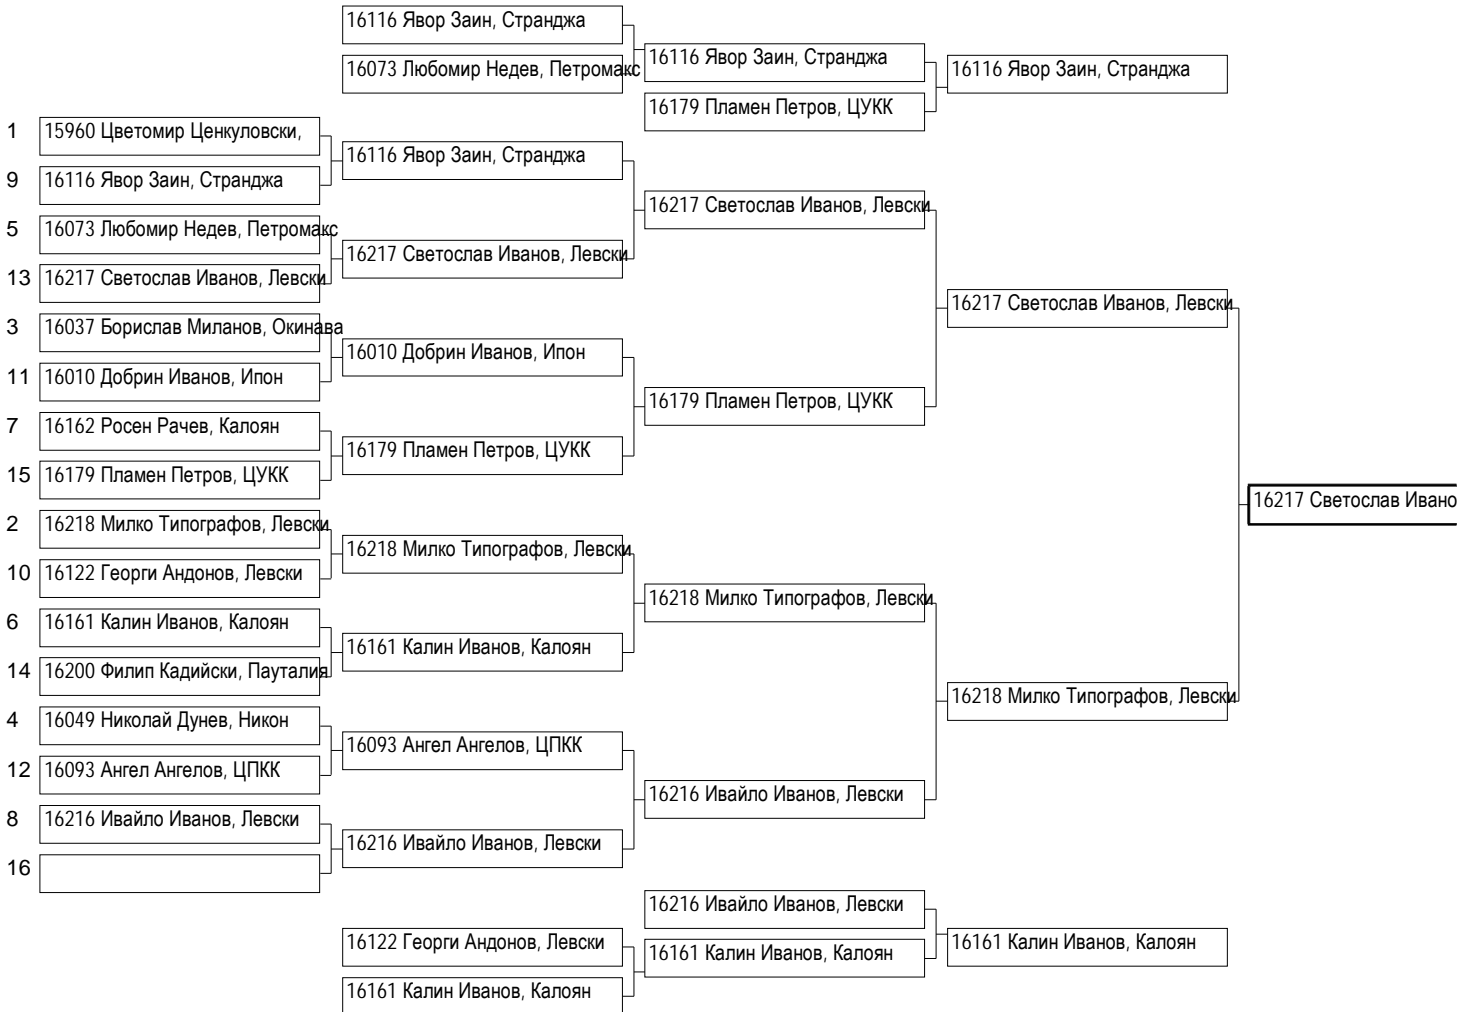 16116 Явор Заин, Странджа
16073 Любомир Недев, Петромакс
16116 Явор Заин, Странджа
16179 Пламен Петров, ЦУКК
16116 Явор Заин, Странджа
1 15960 Цветомир Ценкуловски,
9 16116 Явор Заин, Странджа
5 16073 Любомир Недев, Петромакс
13 16217 Светослав Иванов, Левски
3 16037 Борислав Миланов, Окинава
11 16010 Добрин Иванов, Ипон
7 16162 Росен Рачев, Калоян
15 16179 Пламен Петров, ЦУКК
2 16218 Милко Типографов, Левски
10 16122 Георги Андонов, Левски
6 16161 Калин Иванов, Калоян
14 16200 Филип Кадийски, Пауталия
4 16049 Николай Дунев, Никон
12 16093 Ангел Ангелов, ЦПКК
8 16216 Ивайло Иванов, Левски
16
16116 Явор Заин, Странджа
16217 Светослав Иванов, Левски
16010 Добрин Иванов, Ипон
16179 Пламен Петров, ЦУКК
16218 Милко Типографов, Левски
16161 Калин Иванов, Калоян
16093 Ангел Ангелов, ЦПКК
16216 Ивайло Иванов, Левски
16217 Светослав Иванов, Левски
16179 Пламен Петров, ЦУКК
16218 Милко Типографов, Левски
16216 Ивайло Иванов, Левски
16217 Светослав Иванов, Левски
16218 Милко Типографов, Левски
16217 Светослав Ивано
16122 Георги Андонов, Левски
16161 Калин Иванов, Калоян
16216 Ивайло Иванов, Левски
16161 Калин Иванов, Калоян
16161 Калин Иванов, Калоян